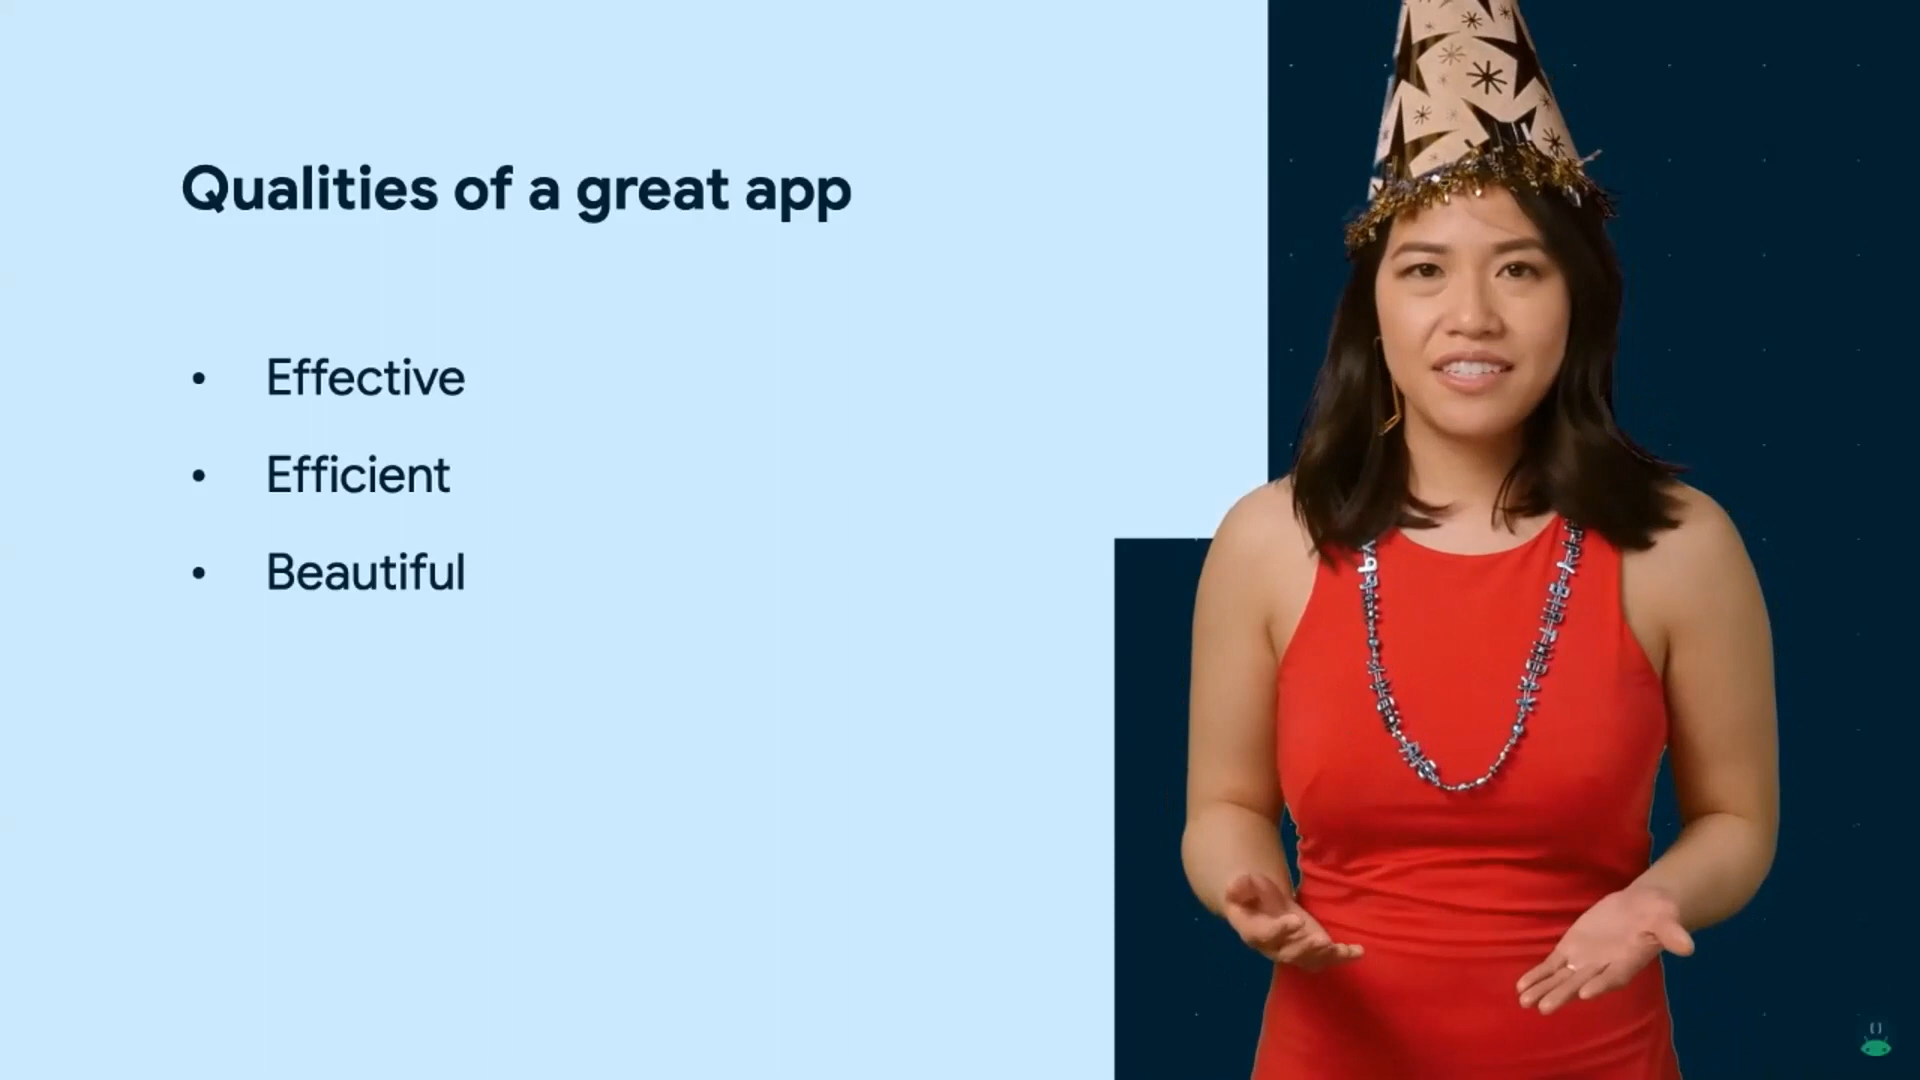 Qualities of a great app
• Effective
• Efficient
• Beautiful